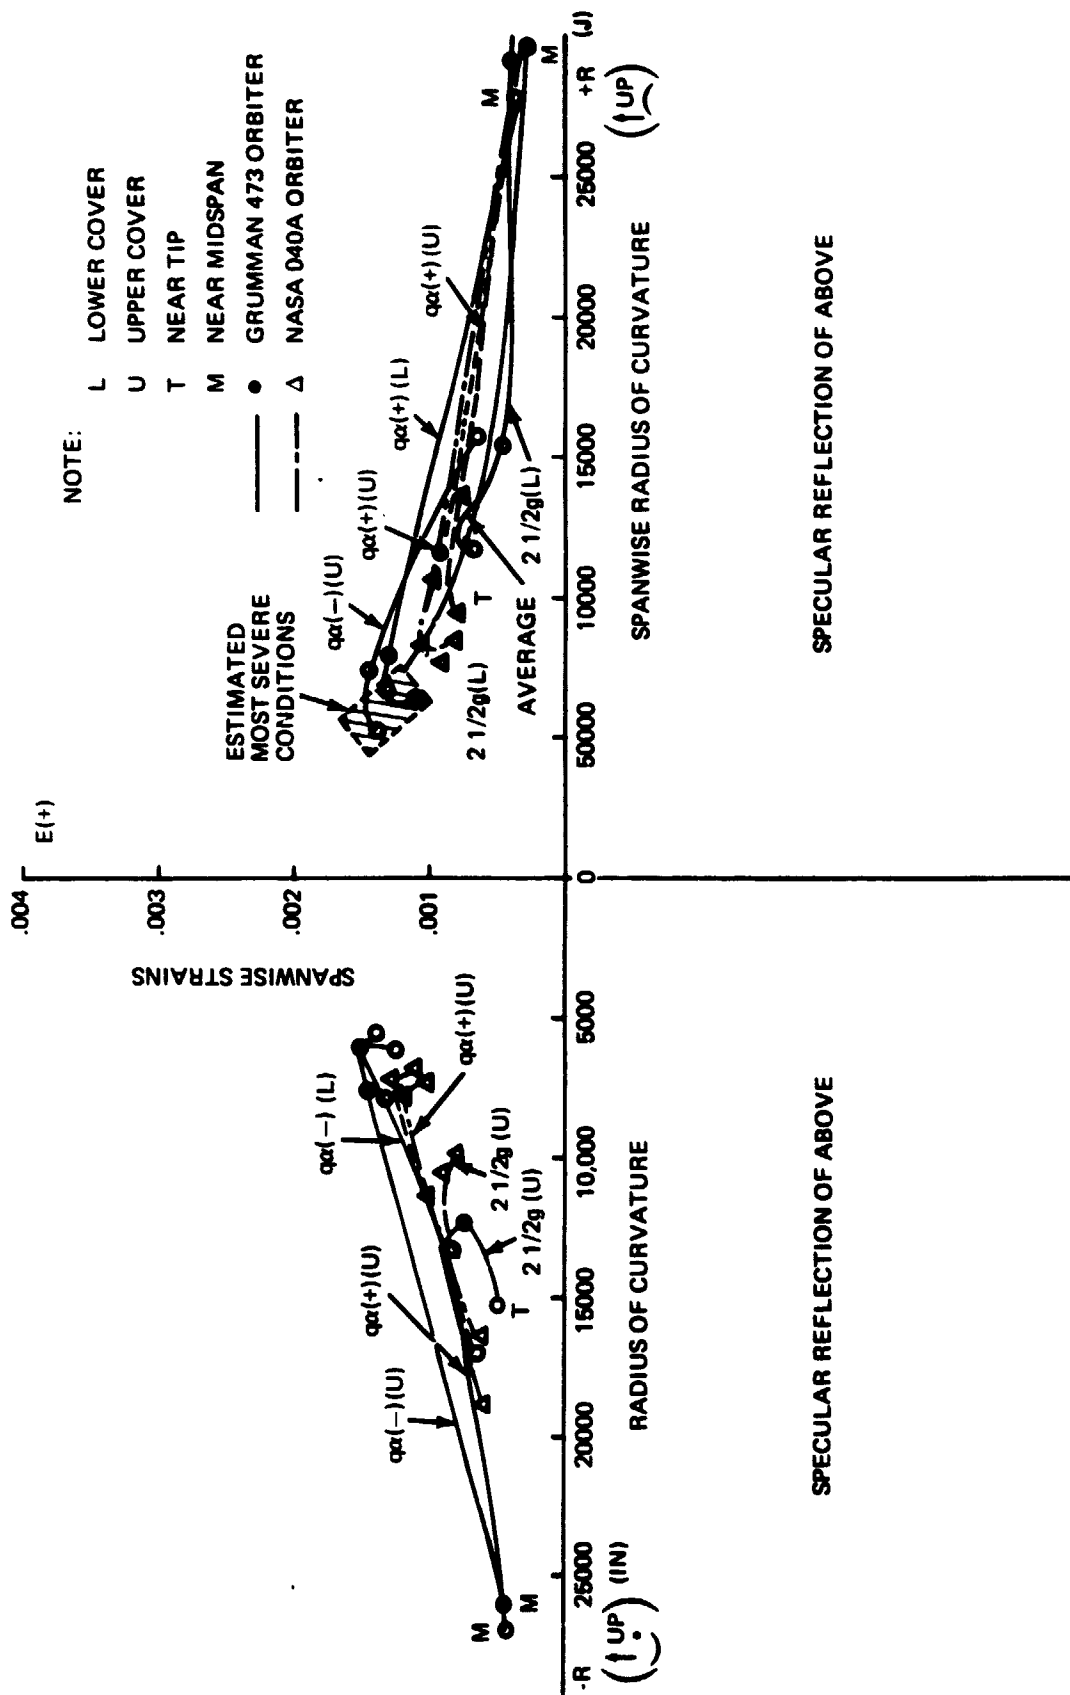 NOTE:
L LOWER COVER
U UPPER COVER
T NEAR TIP
M NEAR MIDSPAN
GRUMMAN 473 ORBITER
NASA 040A ORBITER
E(+)
.004
.003
.002
.001
SPANWISE STRAINS
ESTIMATED
MOST SEVERE
CONDITIONS
qα(−)(U)
qα(+)(U)
qα(+)(L)
qα(+)(U)
2 1/2g(L)
T
AVERAGE
2 1/2g(L)
M
M
qα(−)(L)
qα(+)(U)
2 1/2g (U)
2 1/2g (U)
T
qα(+)(U)
qα(−)(U)
M
M
-R
(IN)
(↑UP)
25000
20000
15000
10,000
5000
0
50000
10000
15000
20000
25000
+R
(J)
(↑UP)
RADIUS OF CURVATURE
SPANWISE RADIUS OF CURVATURE
SPECULAR REFLECTION OF ABOVE
SPECULAR REFLECTION OF ABOVE